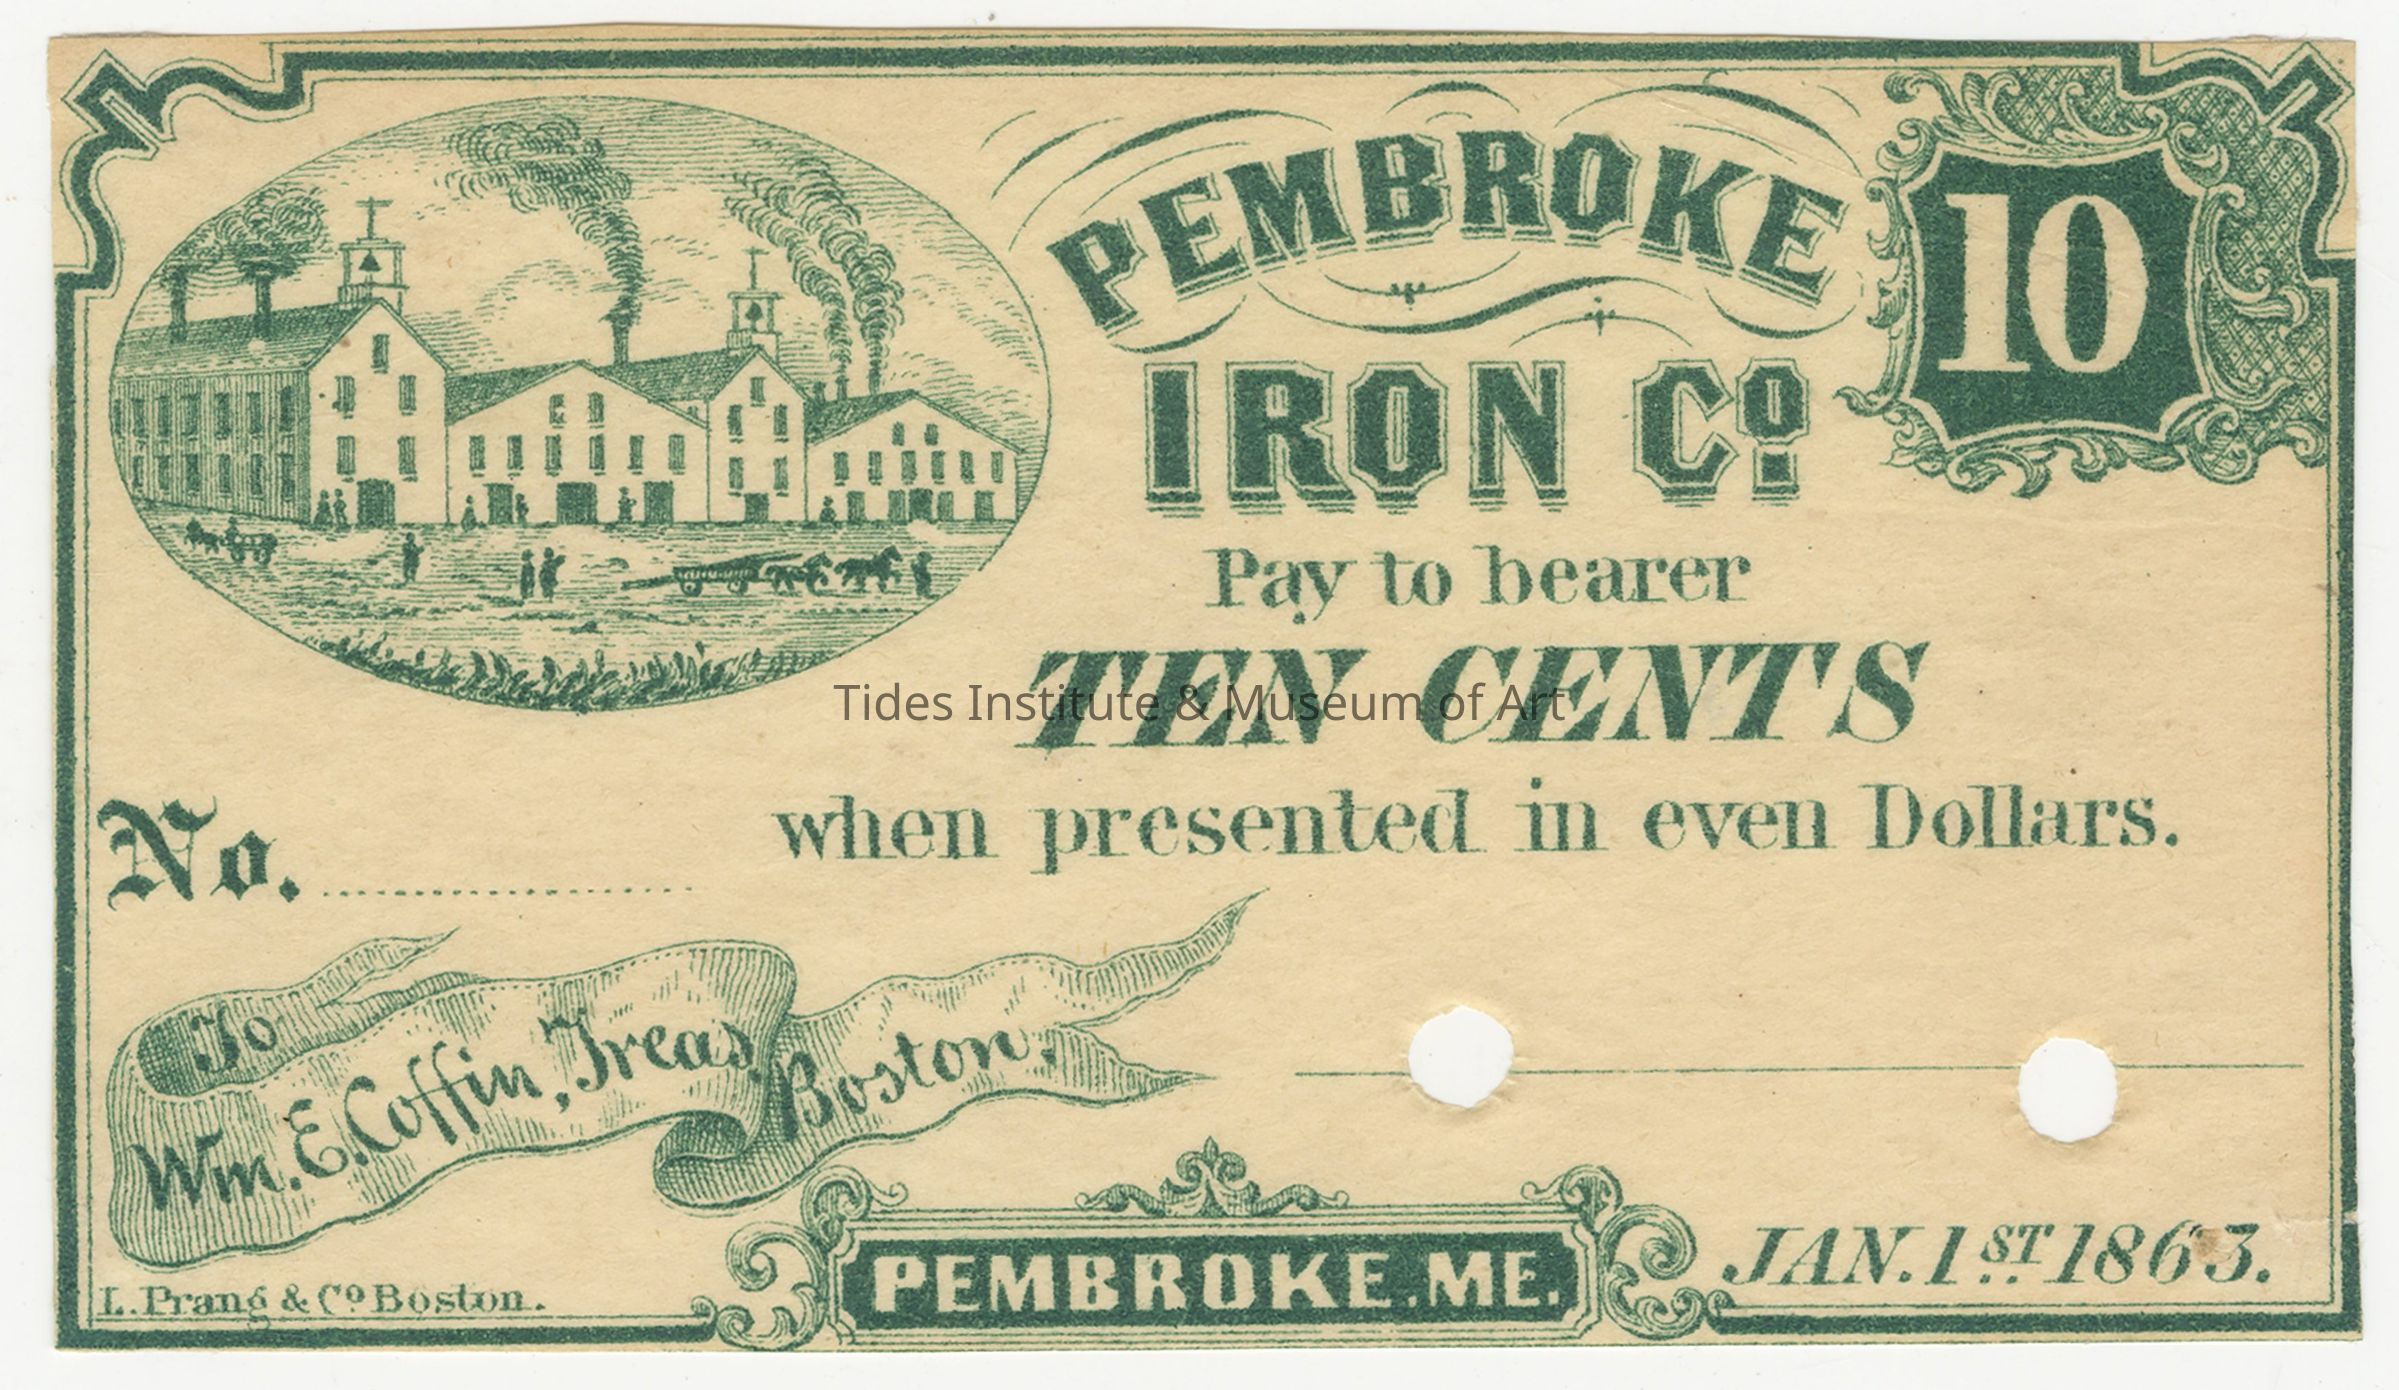 PEMBROKE
IRON Co
10
Pay to bearer
TEN CENTS
Tides Institute & Museum of Art
when presented in even Dollars.
No.
To
Wm. E. Coffin, Treas.
Boston.
L. Prang & Co Boston.
PEMBROKE. ME.
JAN. 1ST 1863.